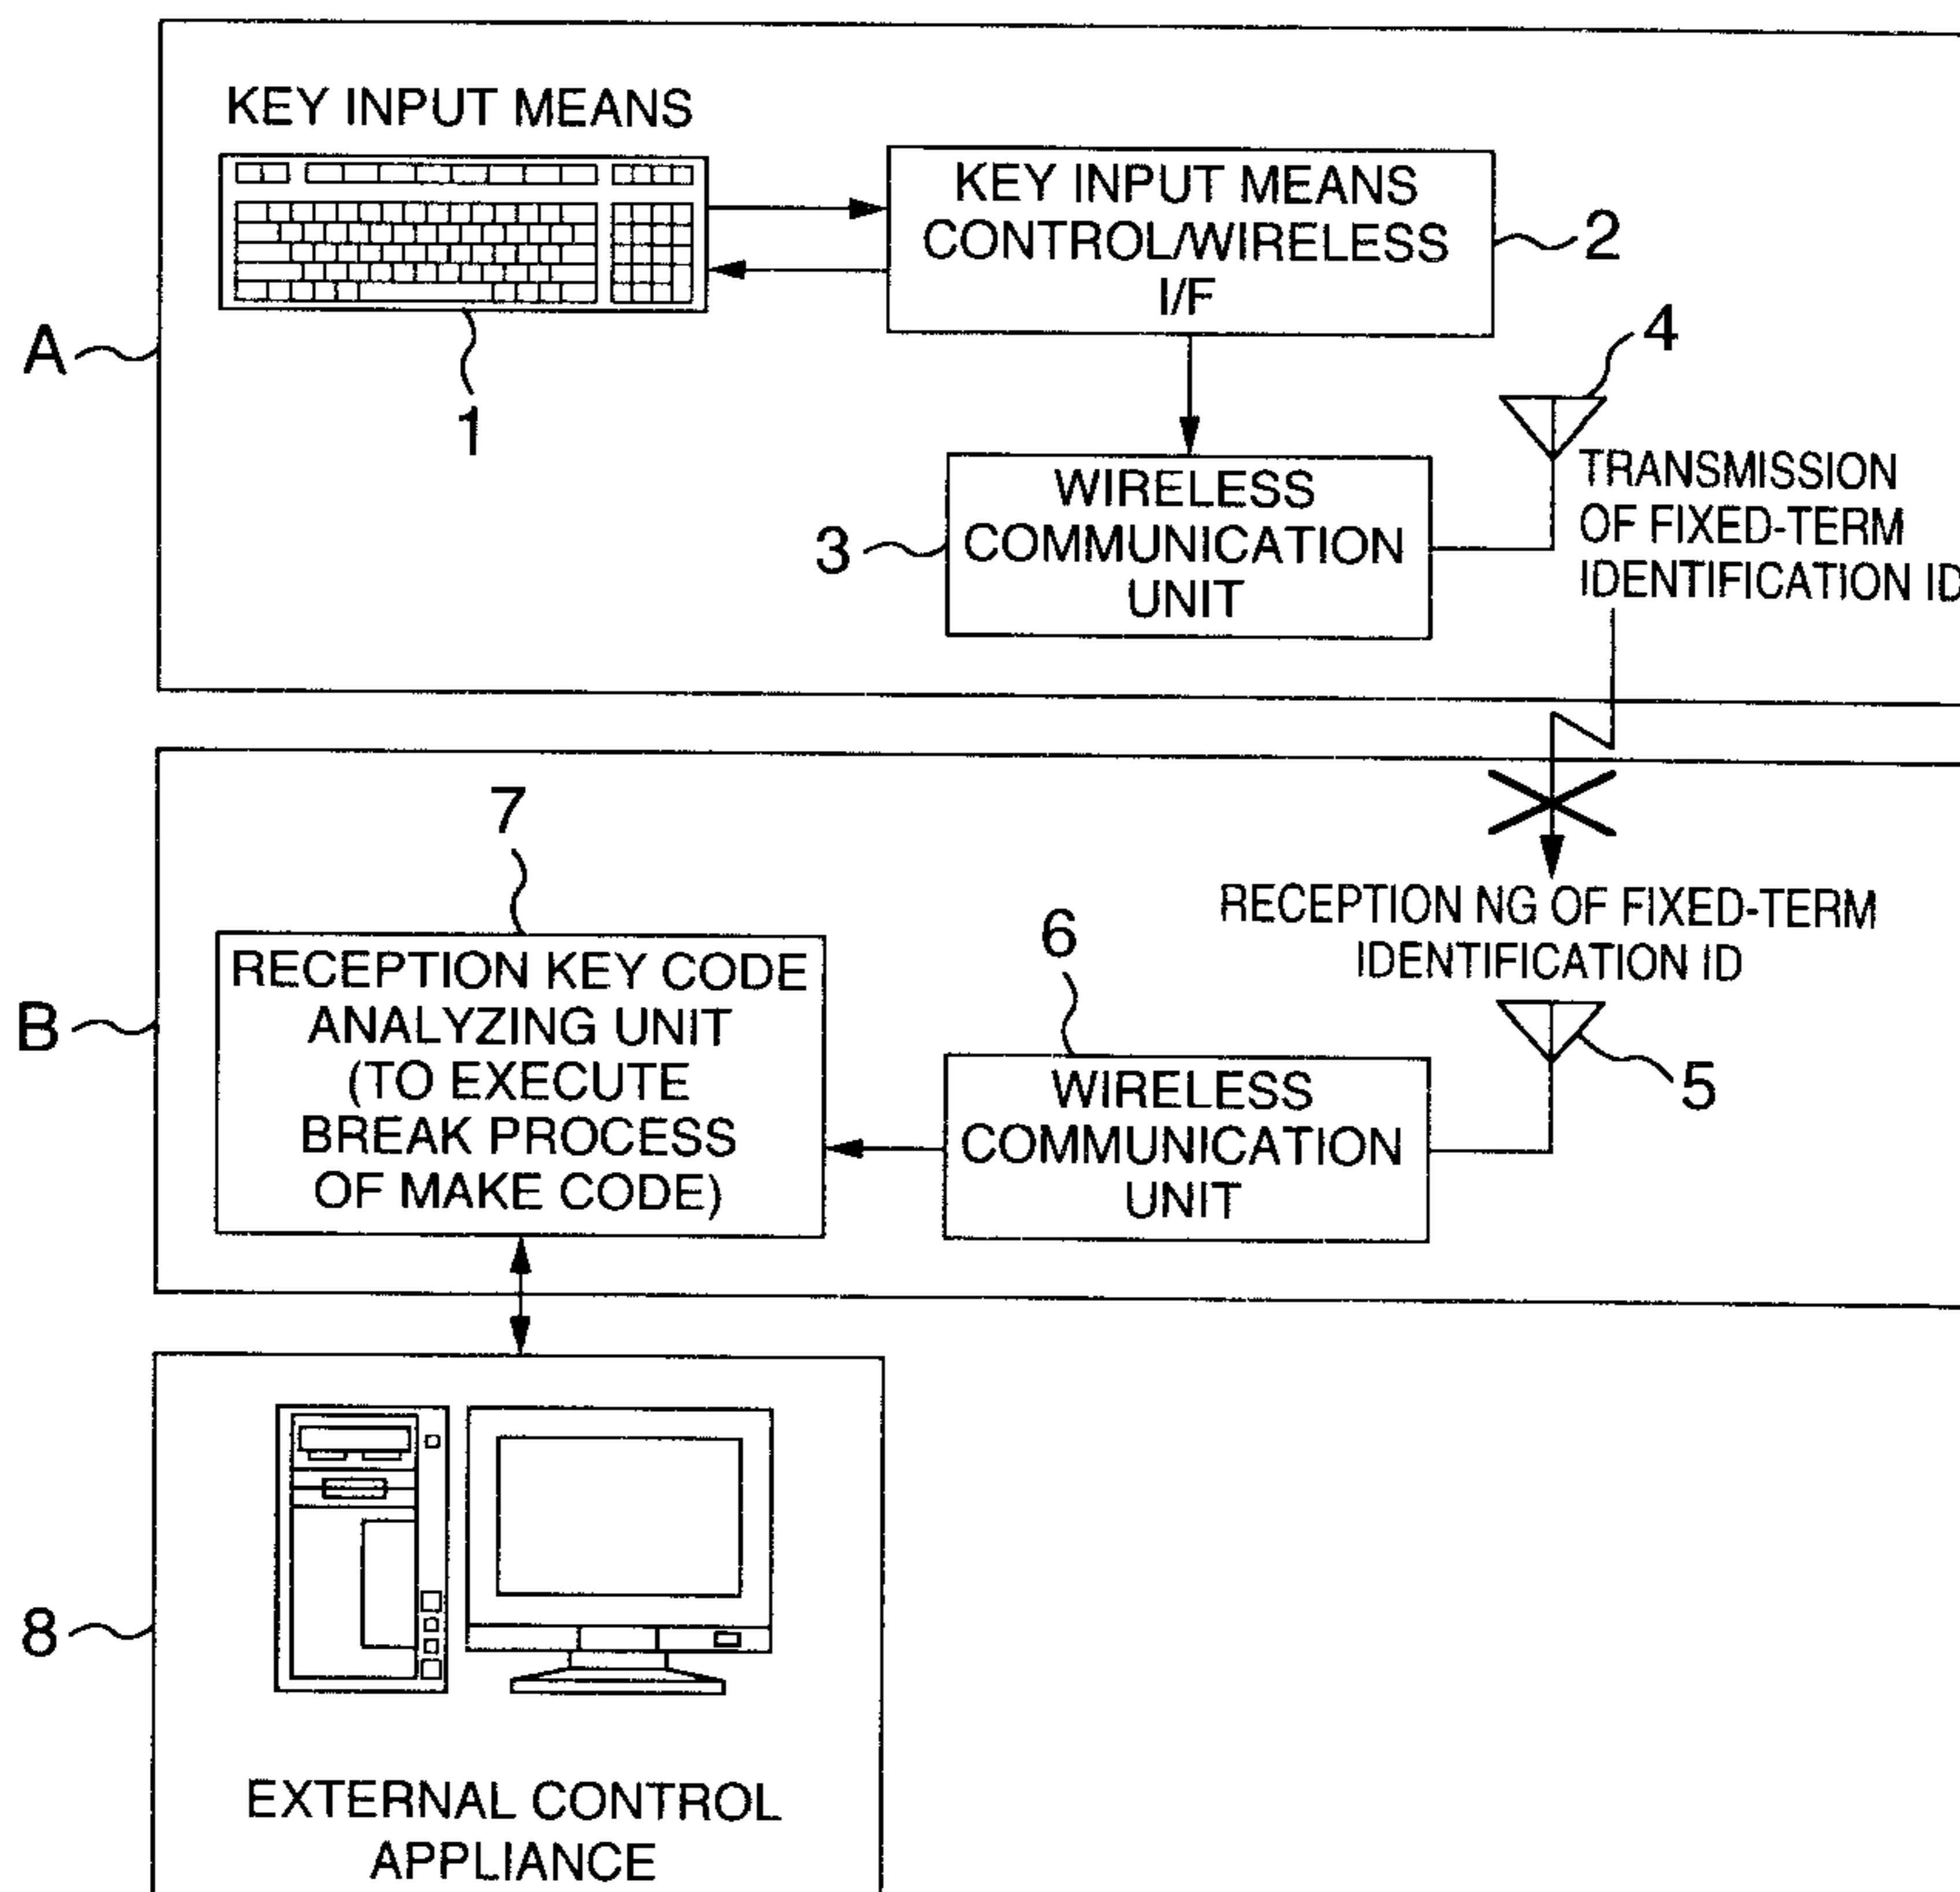 KEY INPUT MEANS
KEY INPUT MEANS
CONTROL/WIRELESS
I/F
2
A
1
4
3
WIRELESS
COMMUNICATION
UNIT
TRANSMISSION
OF FIXED-TERM
IDENTIFICATION ID
7
RECEPTION NG OF FIXED-TERM
IDENTIFICATION ID
B
RECEPTION KEY CODE
ANALYZING UNIT
(TO EXECUTE
BREAK PROCESS
OF MAKE CODE)
6
WIRELESS
COMMUNICATION
UNIT
5
8
EXTERNAL CONTROL
APPLIANCE